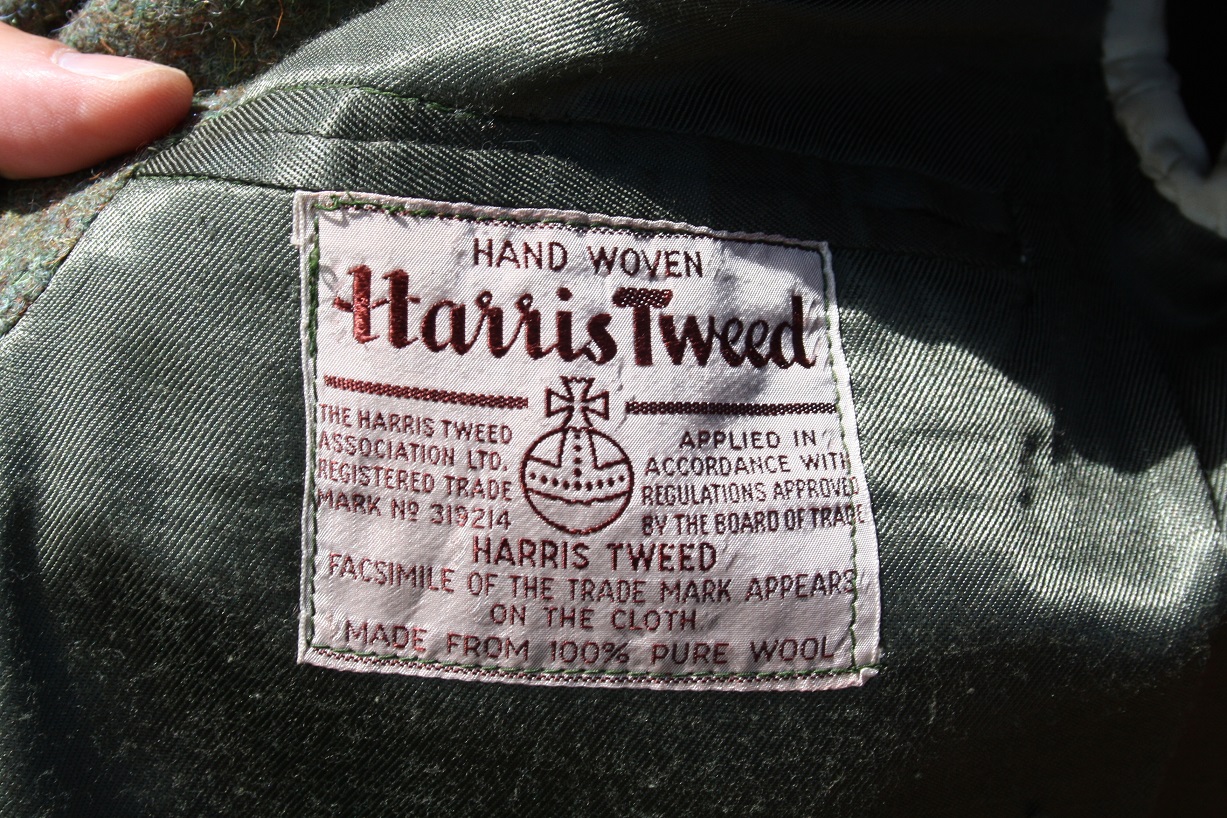 HAND WOVEN
Harris Tweed
THE HARRIS TWEED
ASSOCIATION LTD.
REGISTERED TRADE
MARK Nº 319214
APPLIED IN
ACCORDANCE WITH
REGULATIONS APPROVED
BY THE BOARD OF TRADE
HARRIS TWEED
FACSIMILE OF THE TRADE MARK APPEARS
ON THE CLOTH
MADE FROM 100% PURE WOOL